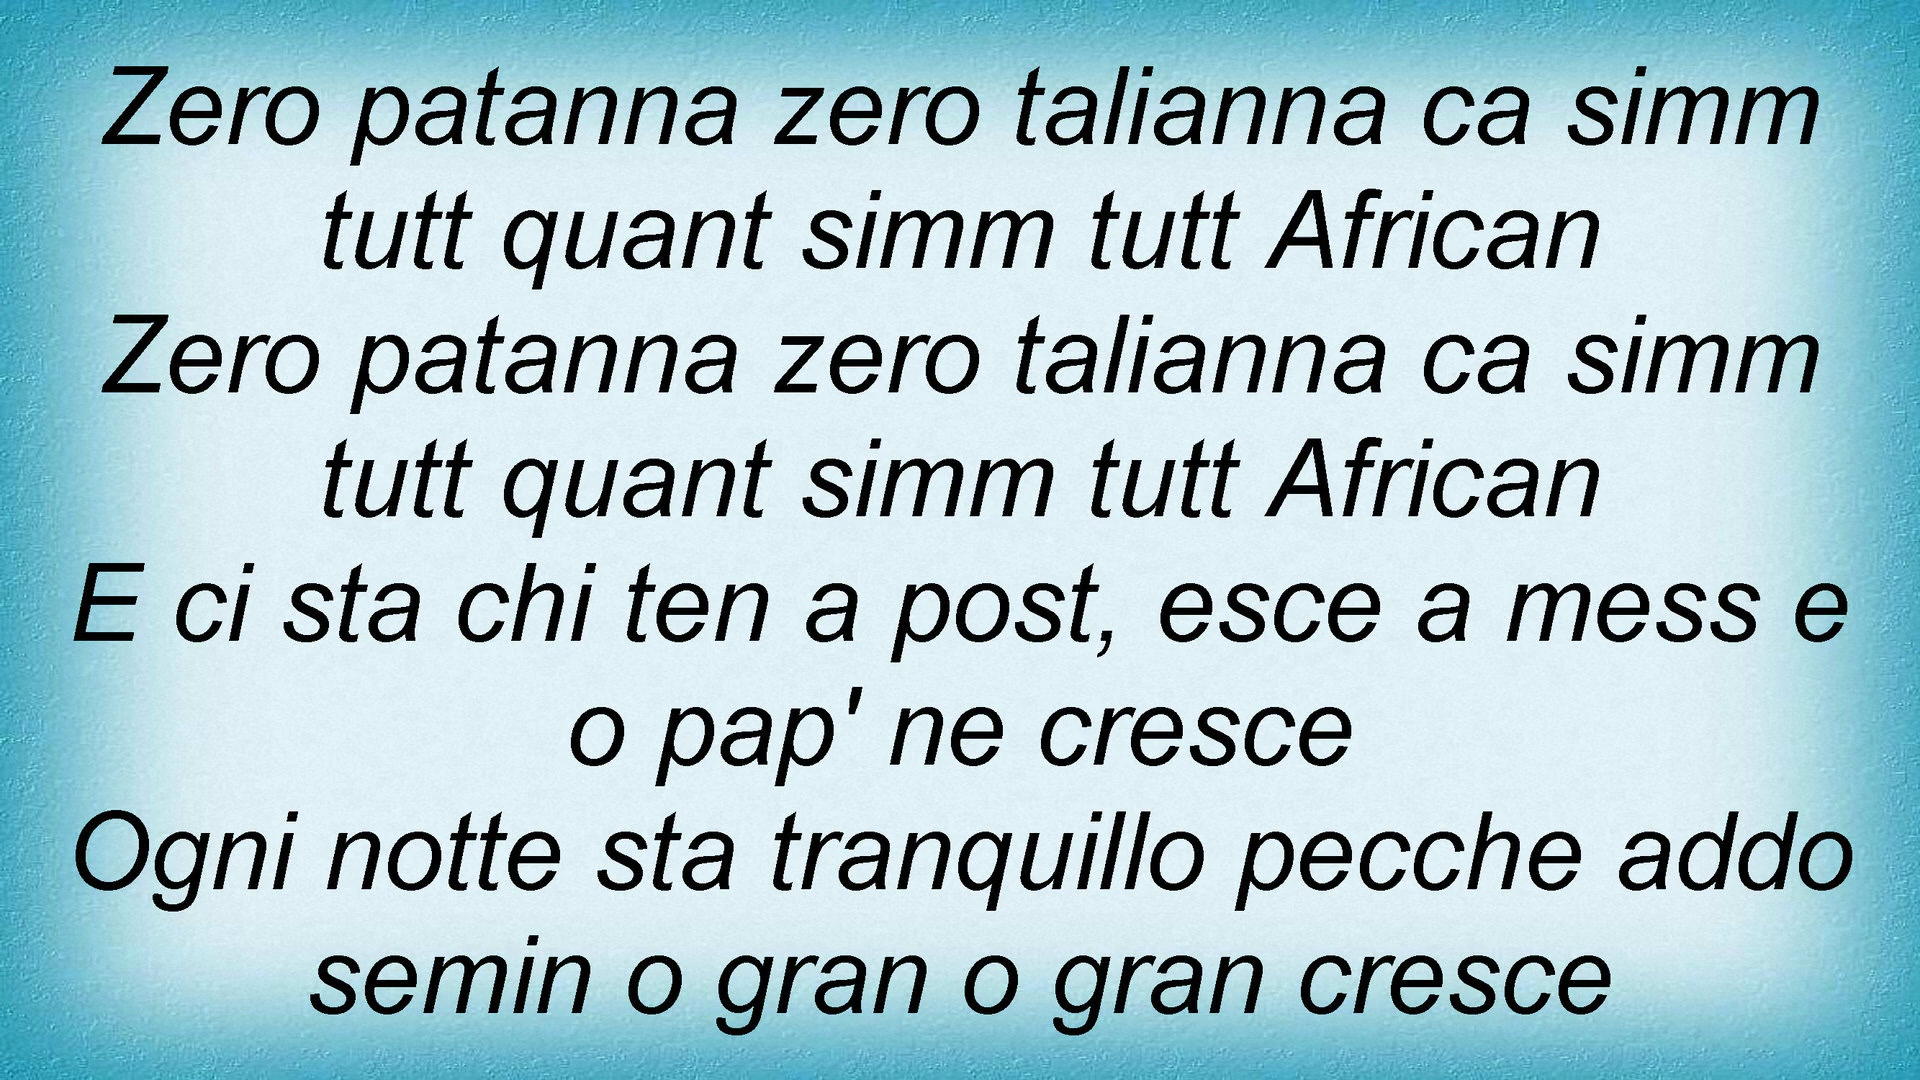 Zero patanna zero talianna ca simm
tutt quant simm tutt African
Zero patanna zero talianna ca simm
tutt quant simm tutt African
E ci sta chi ten a post, esce a mess e
o pap' ne cresce
Ogni notte sta tranquillo pecche addo
semin o gran o gran cresce